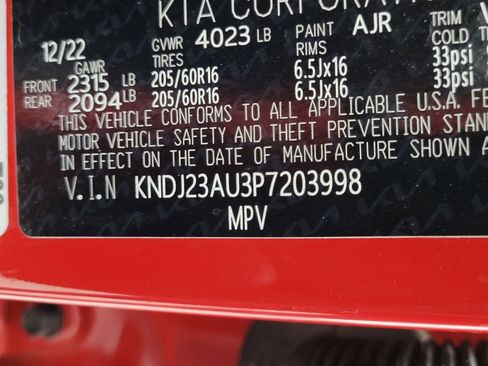 KIA CORPORAT
12/22 GVWR 4023 LB PAINT AJR TRIM
GAWR TIRES RIMS COLD
FRONT 2315 LB 205/60R16 6.5Jx16 33psi
REAR 2094 LB 205/60R16 6.5Jx16 33psi
THIS VEHICLE CONFORMS TO ALL APPLICABLE U.S.A. FE
MOTOR VEHICLE SAFETY AND THEFT PREVENTION STAN
IN EFFECT ON THE DATE OF MANUFACTURE SHOWN A
V.I.N KNDJ23AU3P7203998
MPV